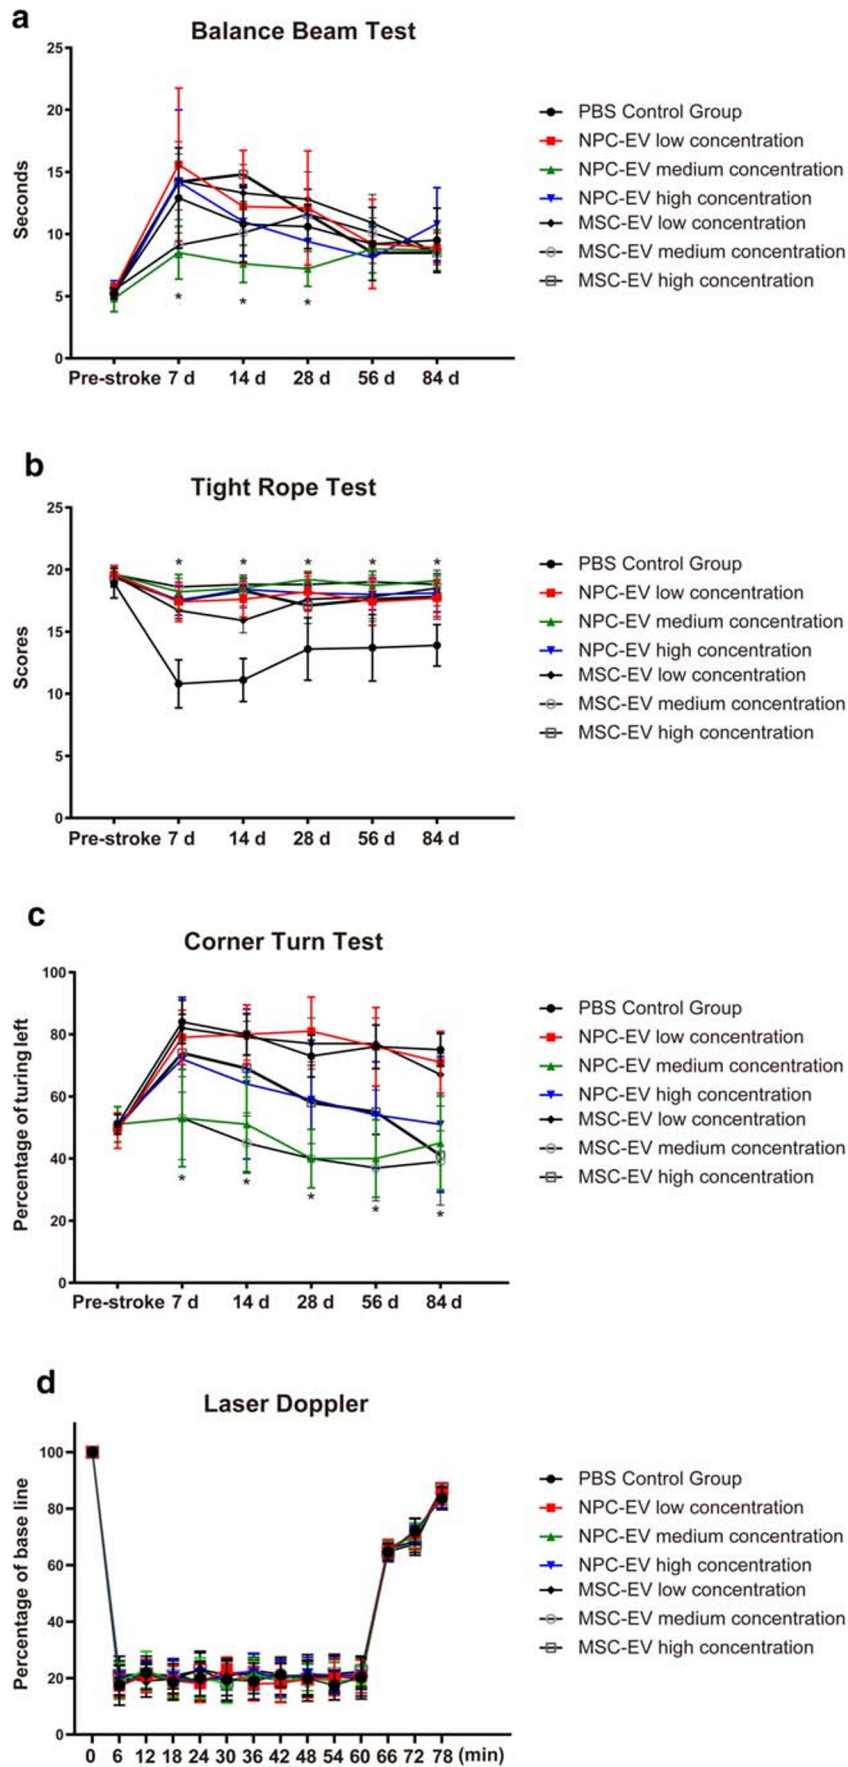 a
Balance Beam Test
25
20
15
10
5
0
Seconds
Pre-stroke 7 d 14 d 28 d 56 d 84 d
* * *
PBS Control Group
NPC-EV low concentration
NPC-EV medium concentration
NPC-EV high concentration
MSC-EV low concentration
MSC-EV medium concentration
MSC-EV high concentration
b
Tight Rope Test
25
20
15
10
5
0
Scores
* * * * *
Pre-stroke 7 d 14 d 28 d 56 d 84 d
PBS Control Group
NPC-EV low concentration
NPC-EV medium concentration
NPC-EV high concentration
MSC-EV low concentration
MSC-EV medium concentration
MSC-EV high concentration
c
Corner Turn Test
100
80
60
40
20
0
Percentage of turing left
* * * * *
Pre-stroke 7 d 14 d 28 d 56 d 84 d
PBS Control Group
NPC-EV low concentration
NPC-EV medium concentration
NPC-EV high concentration
MSC-EV low concentration
MSC-EV medium concentration
MSC-EV high concentration
d
Laser Doppler
100
80
60
40
20
0
Percentage of base line
0 6 12 18 24 30 36 42 48 54 60 66 72 78 (min)
PBS Control Group
NPC-EV low concentration
NPC-EV medium concentration
NPC-EV high concentration
MSC-EV low concentration
MSC-EV medium concentration
MSC-EV high concentration